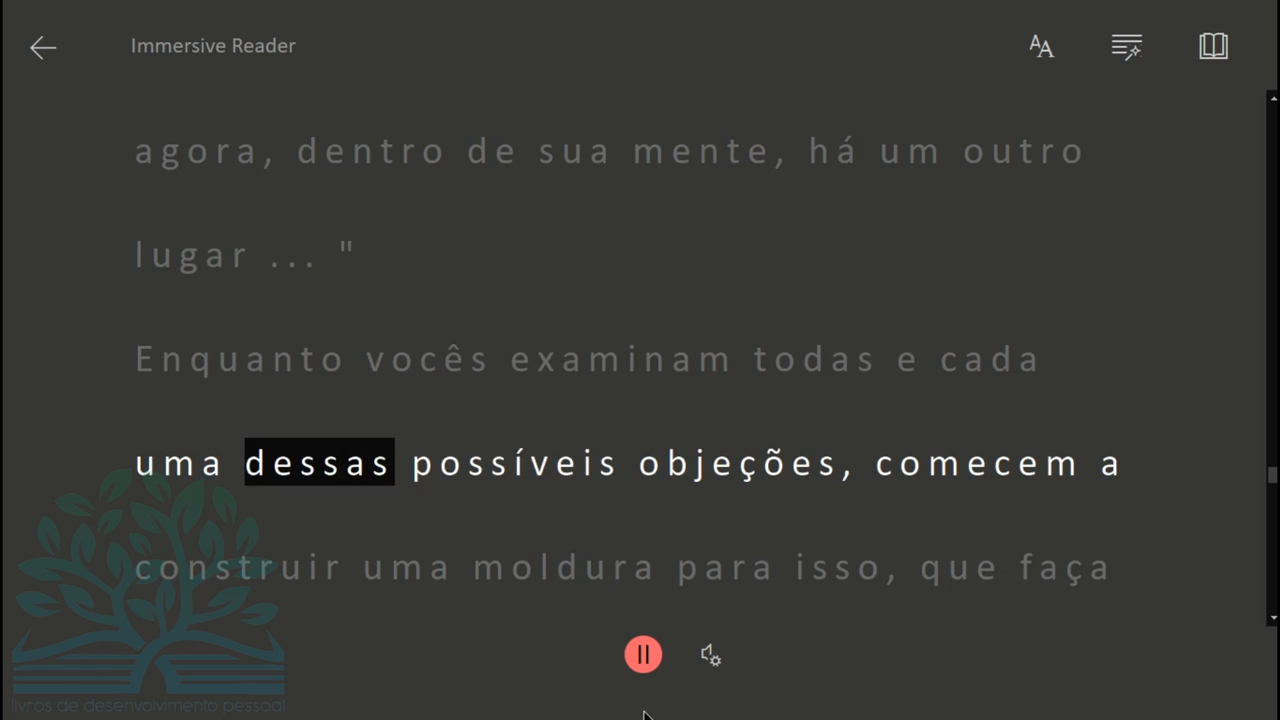 Immersive Reader
agora, dentro de sua mente, há um outro
lugar ... "
Enquanto vocês examinam todas e cada
uma dessas possíveis objeções, comecem a
construir uma moldura para isso, que faça
livros de desenvolvimento pessoal